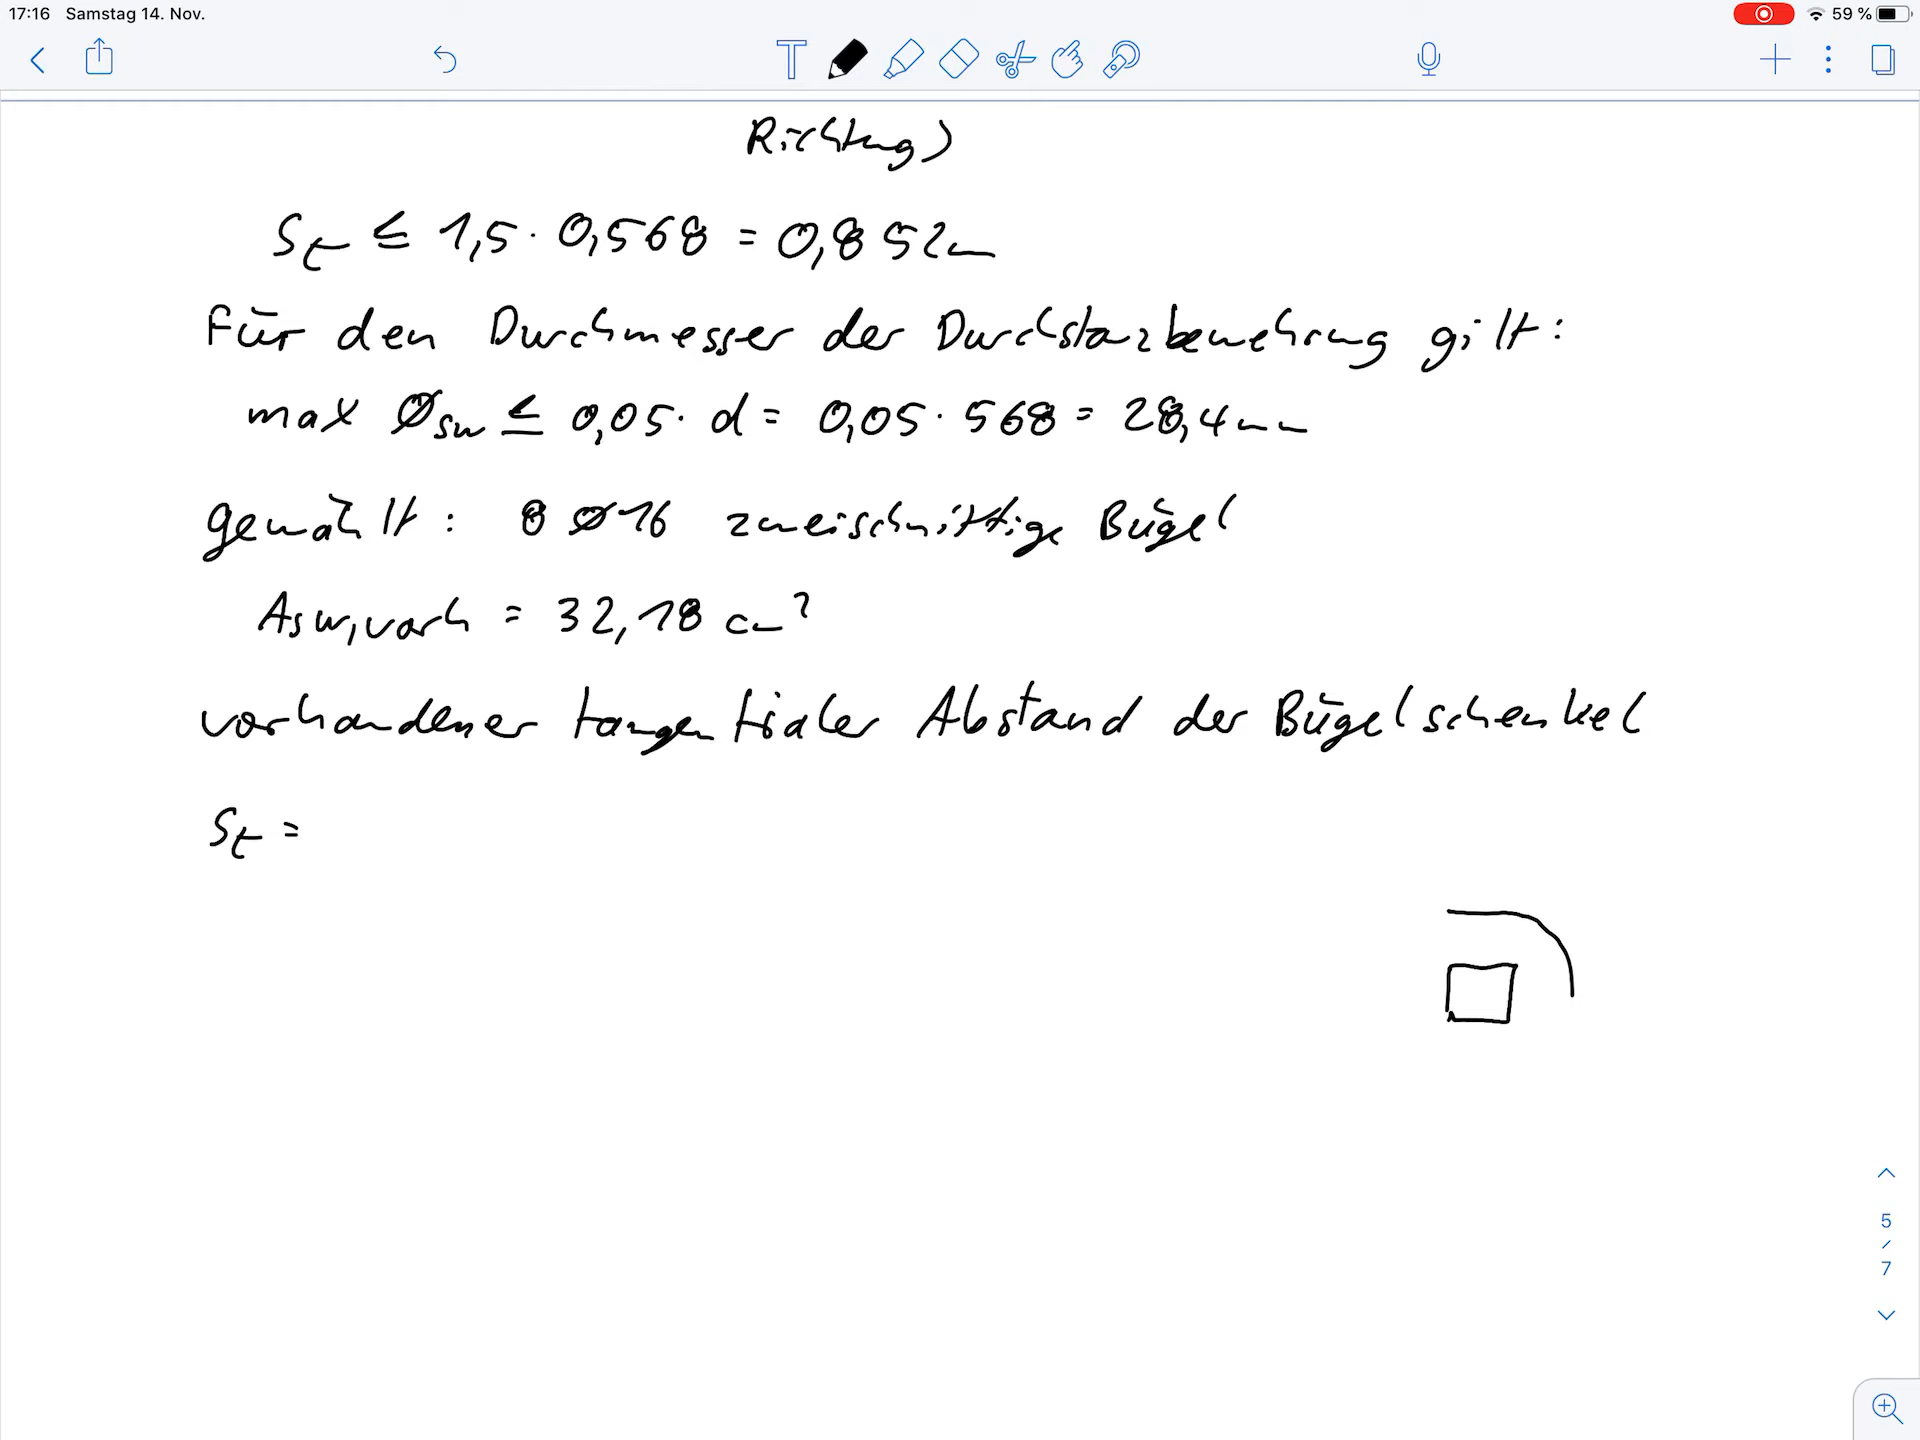 17:16 Samstag 14. Nov. 59 %
Richtung)
St ≤ 1,5 · 0,568 = 0,852m
Für den Durchmesser der Durchstanzbewehrung gilt:
max Øsw ≤ 0,05 · d = 0,05 · 568 = 28,4mm
gewählt: 8 Ø16 zweischnittige Bügel
Asw,vorh = 32,18 cm²
vorhandener tangentialer Abstand der Bügelschenkel
St =
5
/
7